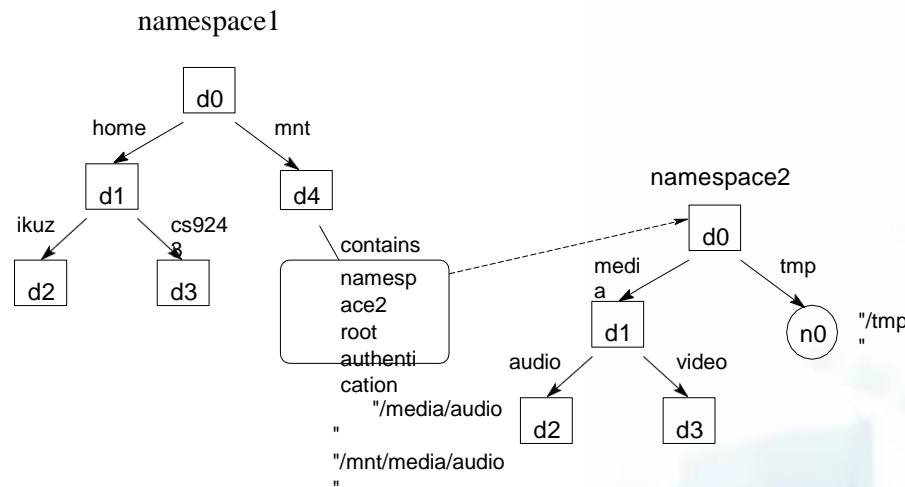 namespace1
d0
home
mnt
d1
d4
ikuz
cs924
3
d2
d3
contains
namesp
ace2
root
authenti
cation
"/media/audio
"
"/mnt/media/audio
"
namespace2
d0
medi
a
tmp
d1
n0
"/tmp
"
audio
video
d2
d3